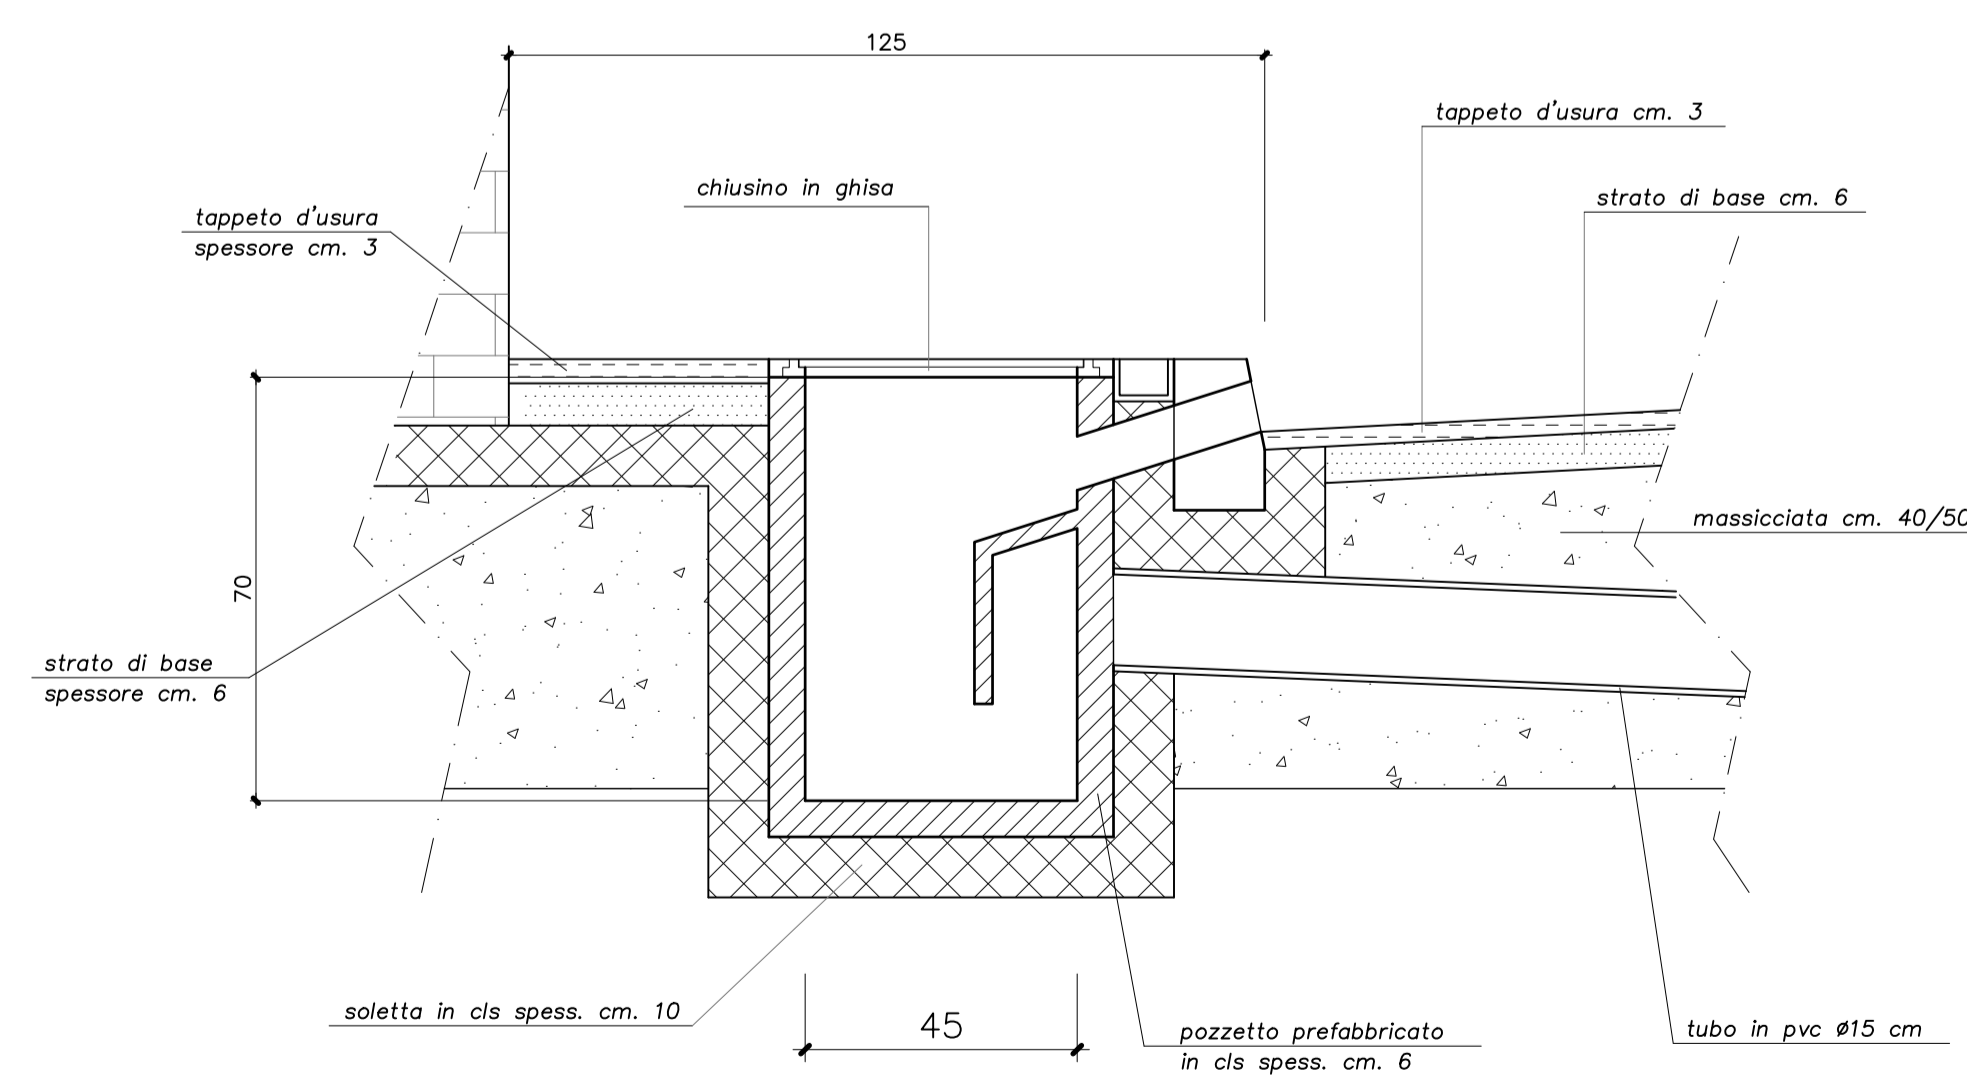 125
tappeto d'usura cm. 3
chiusino in ghisa
strato di base cm. 6
tappeto d'usura
spessore cm. 3
massicciata cm. 40/50
70
strato di base
spessore cm. 6
soletta in cls spess. cm. 10
45
pozzetto prefabbricato
in cls spess. cm. 6
tubo in pvc ø15 cm